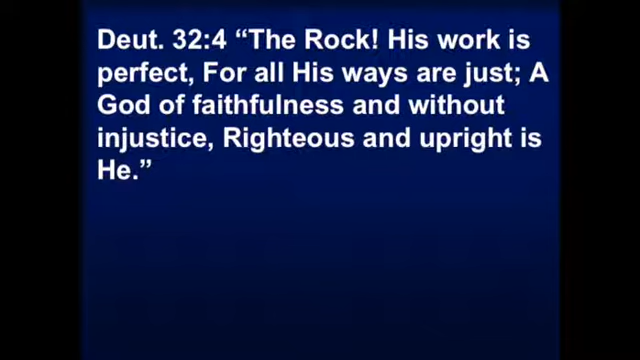 Deut. 32:4 “The Rock! His work is
perfect, For all His ways are just; A
God of faithfulness and without
injustice, Righteous and upright is
He.”